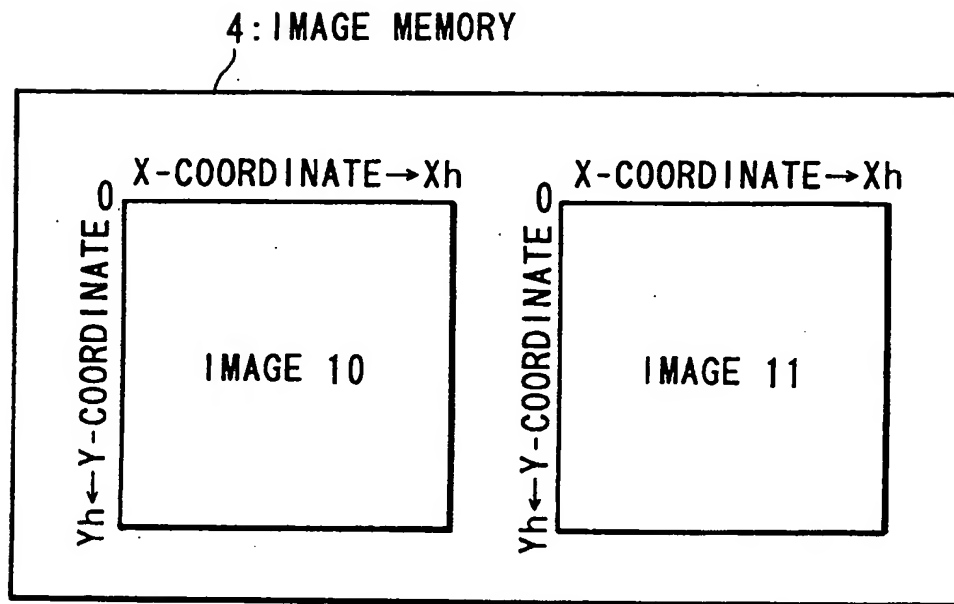 4:IMAGE MEMORY
X-COORDINATE→Xh
0
Yh←Y-COORDINATE
IMAGE 10
X-COORDINATE→Xh
0
Yh←Y-COORDINATE
IMAGE 11